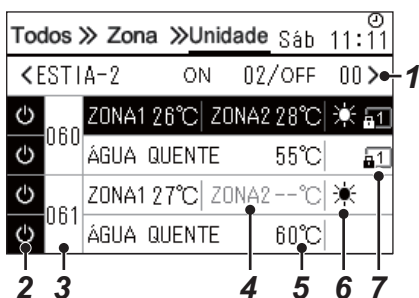 Todos » Zona »Unidade Sáb 11:11
<ESTIA-2 ON 02/OFF 00> 1
060 ZONA1 26°C ZONA2 28°C 1
ÁGUA QUENTE 55°C 1
061 ZONA1 27°C ZONA2 --°C
ÁGUA QUENTE 60°C
2 3 4 5 6 7